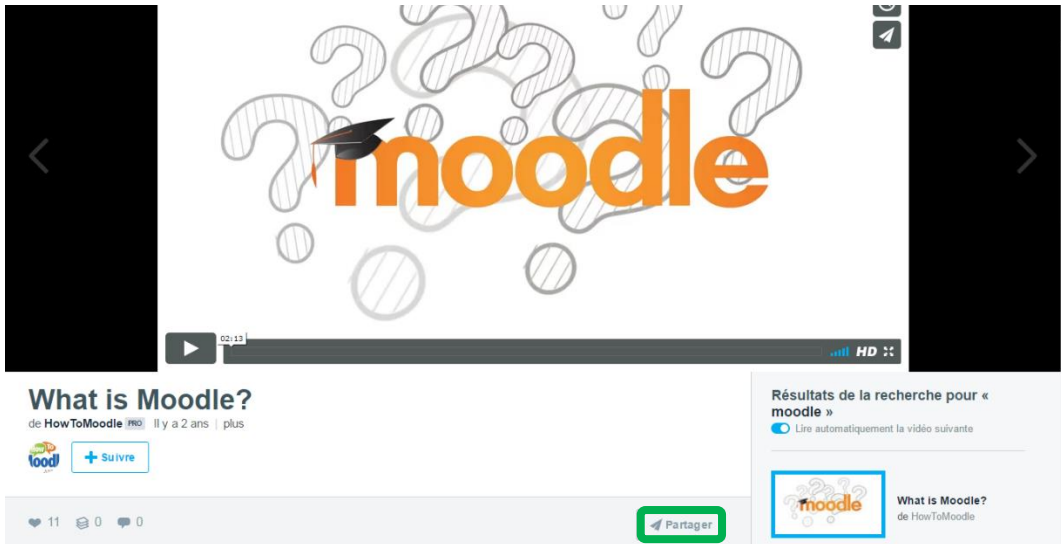 moodle
02:13
HD
What is Moodle?
de HowToMoodle PRO Il y a 2 ans | plus
+ Suivre
11 0 0
Partager
Résultats de la recherche pour «
moodle »
Lire automatiquement la vidéo suivante
moodle
What is Moodle?
de HowToMoodle